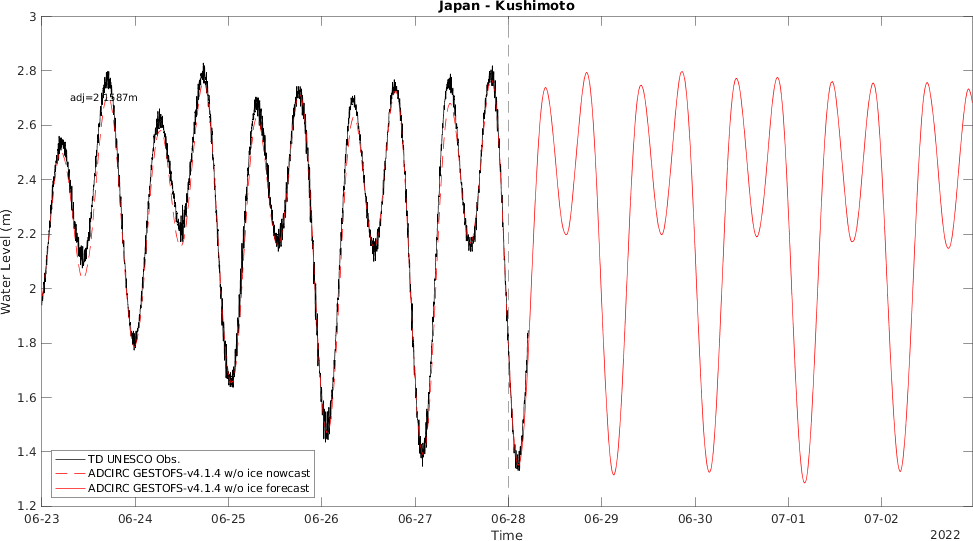 Japan - Kushimoto
3
2.8
2.6
2.4
2.2
2
1.8
1.6
1.4
1.2
Water Level (m)
adj=2.1587m
TD UNESCO Obs.
ADCIRC GESTOFS-v4.1.4 w/o ice nowcast
ADCIRC GESTOFS-v4.1.4 w/o ice forecast
06-23 06-24 06-25 06-26 06-27 06-28 06-29 06-30 07-01 07-02
Time
2022